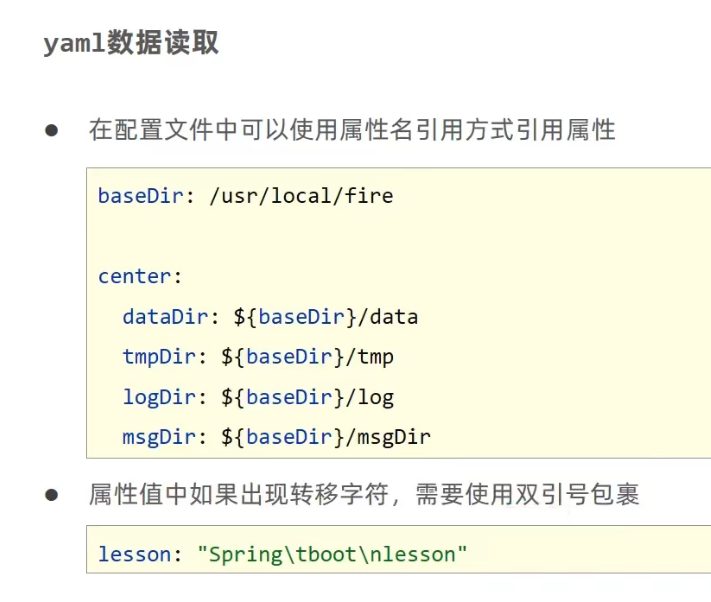 yaml数据读取
● 在配置文件中可以使用属性名引用方式引用属性
baseDir: /usr/local/fire
center:
  dataDir: ${baseDir}/data
  tmpDir: ${baseDir}/tmp
  logDir: ${baseDir}/log
  msgDir: ${baseDir}/msgDir
● 属性值中如果出现转移字符，需要使用双引号包裹
lesson: "Spring\tboot\nlesson"